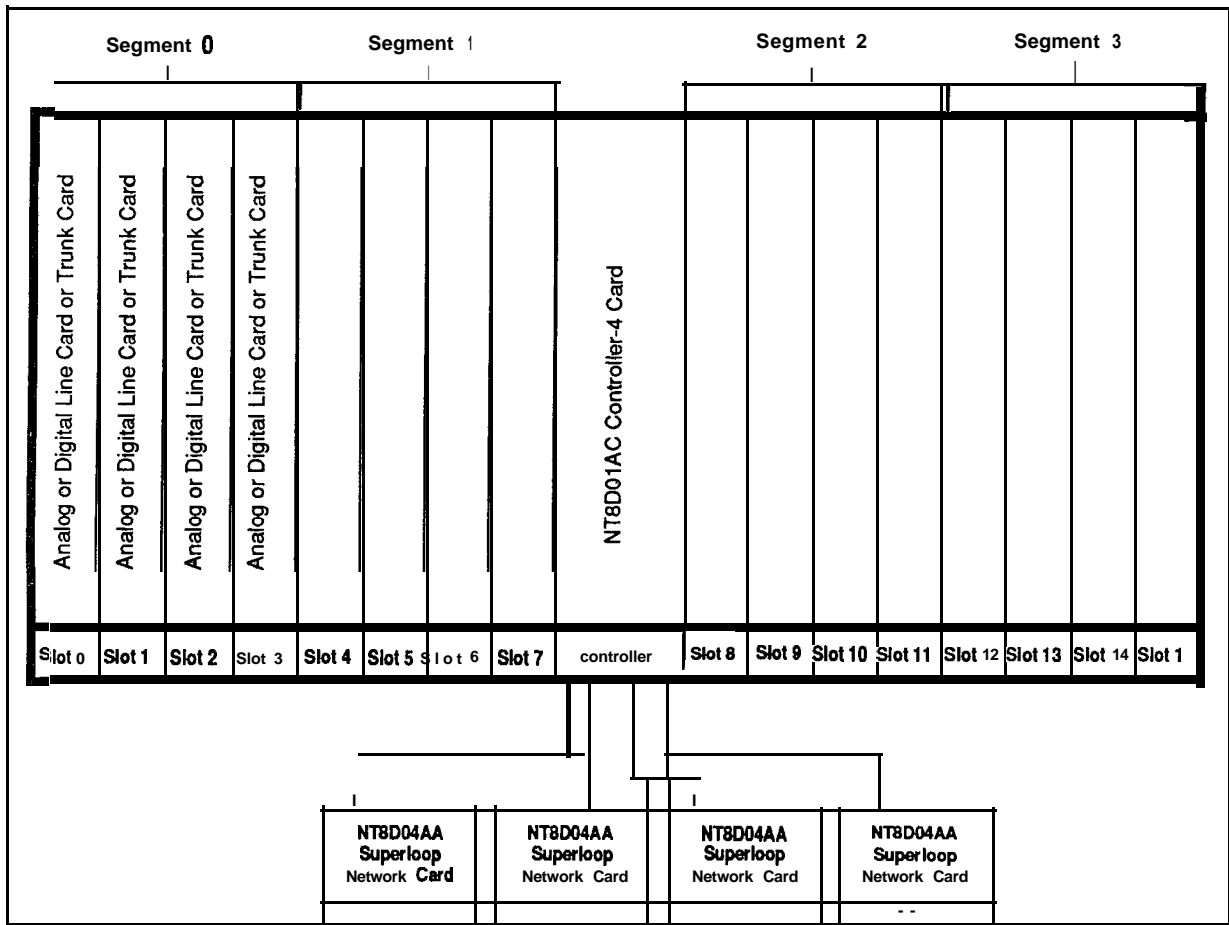 Segment 0
Segment 1
Segment 2
Segment 3
Analog or Digital Line Card or Trunk Card
Analog or Digital Line Card or Trunk Card
Analog or Digital Line Card or Trunk Card
Analog or Digital Line Card or Trunk Card
NT8D01AC Controller-4 Card
Slot 0
Slot 1
Slot 2
Slot 3
Slot 4
Slot 5
Slot 6
Slot 7
controller
Slot 8
Slot 9
Slot 10
Slot 11
Slot 12
Slot 13
Slot 14
Slot 1
NT8D04AA
Superloop
Network Card
NT8D04AA
Superloop
Network Card
NT8D04AA
Superloop
Network Card
NT8D04AA
Superloop
Network Card
- -